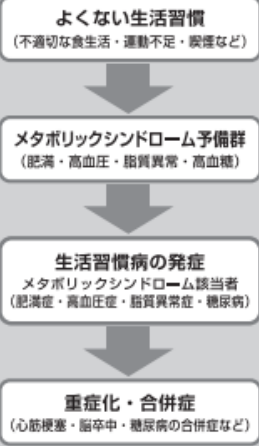 よくない生活習慣
（不適切な食生活・運動不足・喫煙など）
メタボリックシンドローム予備群
（肥満・高血圧・脂質異常・高血糖）
生活習慣病の発症
メタボリックシンドローム該当者
（肥満症・高血圧症・脂質異常症・糖尿病）
重症化・合併症
（心筋梗塞・脳卒中・糖尿病の合併症など）